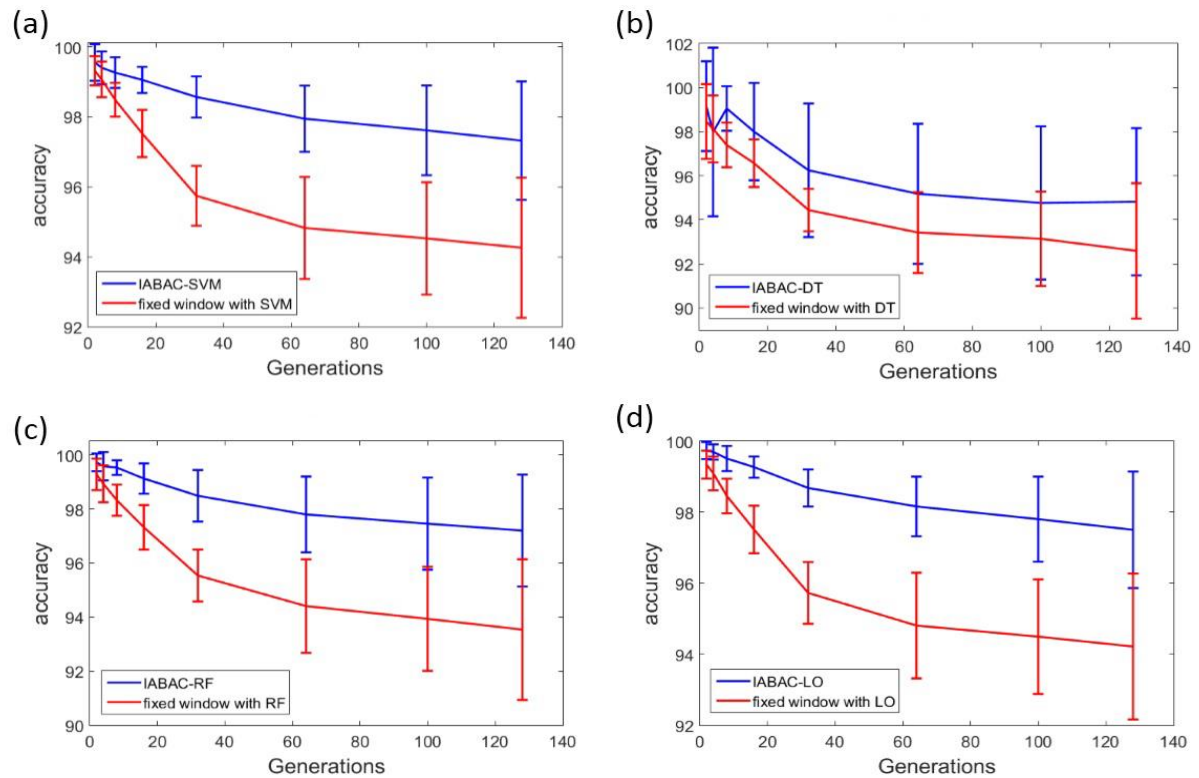 (a)
100
98
96
94
92
accuracy
IABAC-SVM
fixed window with SVM
0 20 40 60 80 100 120 140
Generations
(b)
102
100
98
96
94
92
90
accuracy
IABAC-DT
fixed window with DT
0 20 40 60 80 100 120 140
Generations
(c)
100
98
96
94
92
90
accuracy
IABAC-RF
fixed window with RF
0 20 40 60 80 100 120 140
Generations
(d)
100
98
96
94
92
accuracy
IABAC-LO
fixed window with LO
0 20 40 60 80 100 120 140
Generations